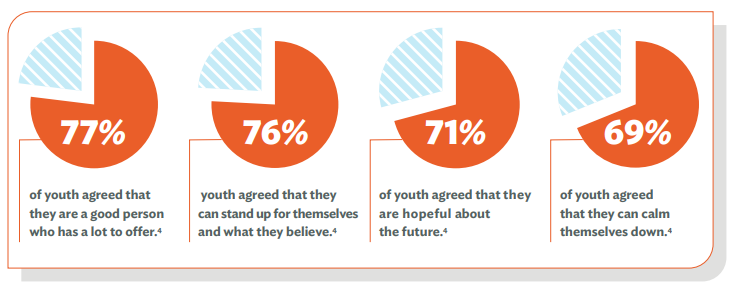 77%
of youth agreed that
they are a good person
who has a lot to offer.⁴
76%
youth agreed that they
can stand up for themselves
and what they believe.⁴
71%
of youth agreed that they
are hopeful about
the future.⁴
69%
of youth agreed
that they can calm
themselves down.⁴